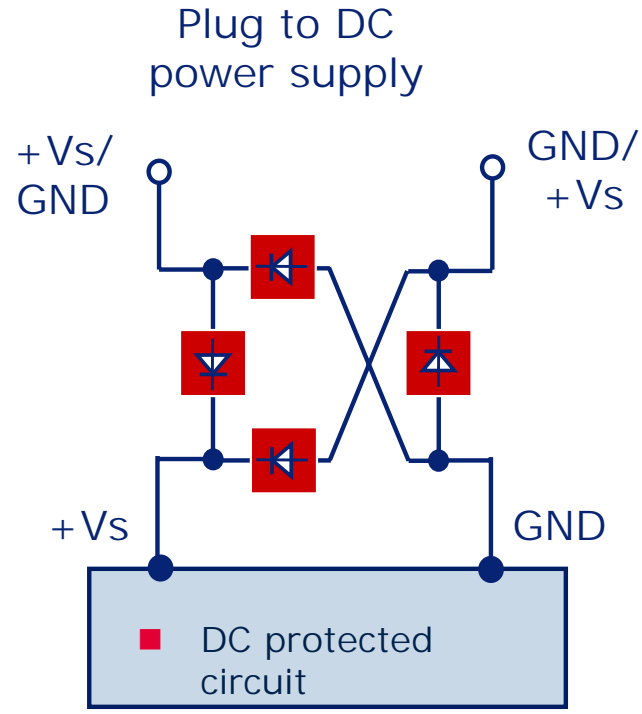 Plug to DC
power supply
+Vs/
GND
GND/
+Vs
+Vs
GND
DC protected
circuit